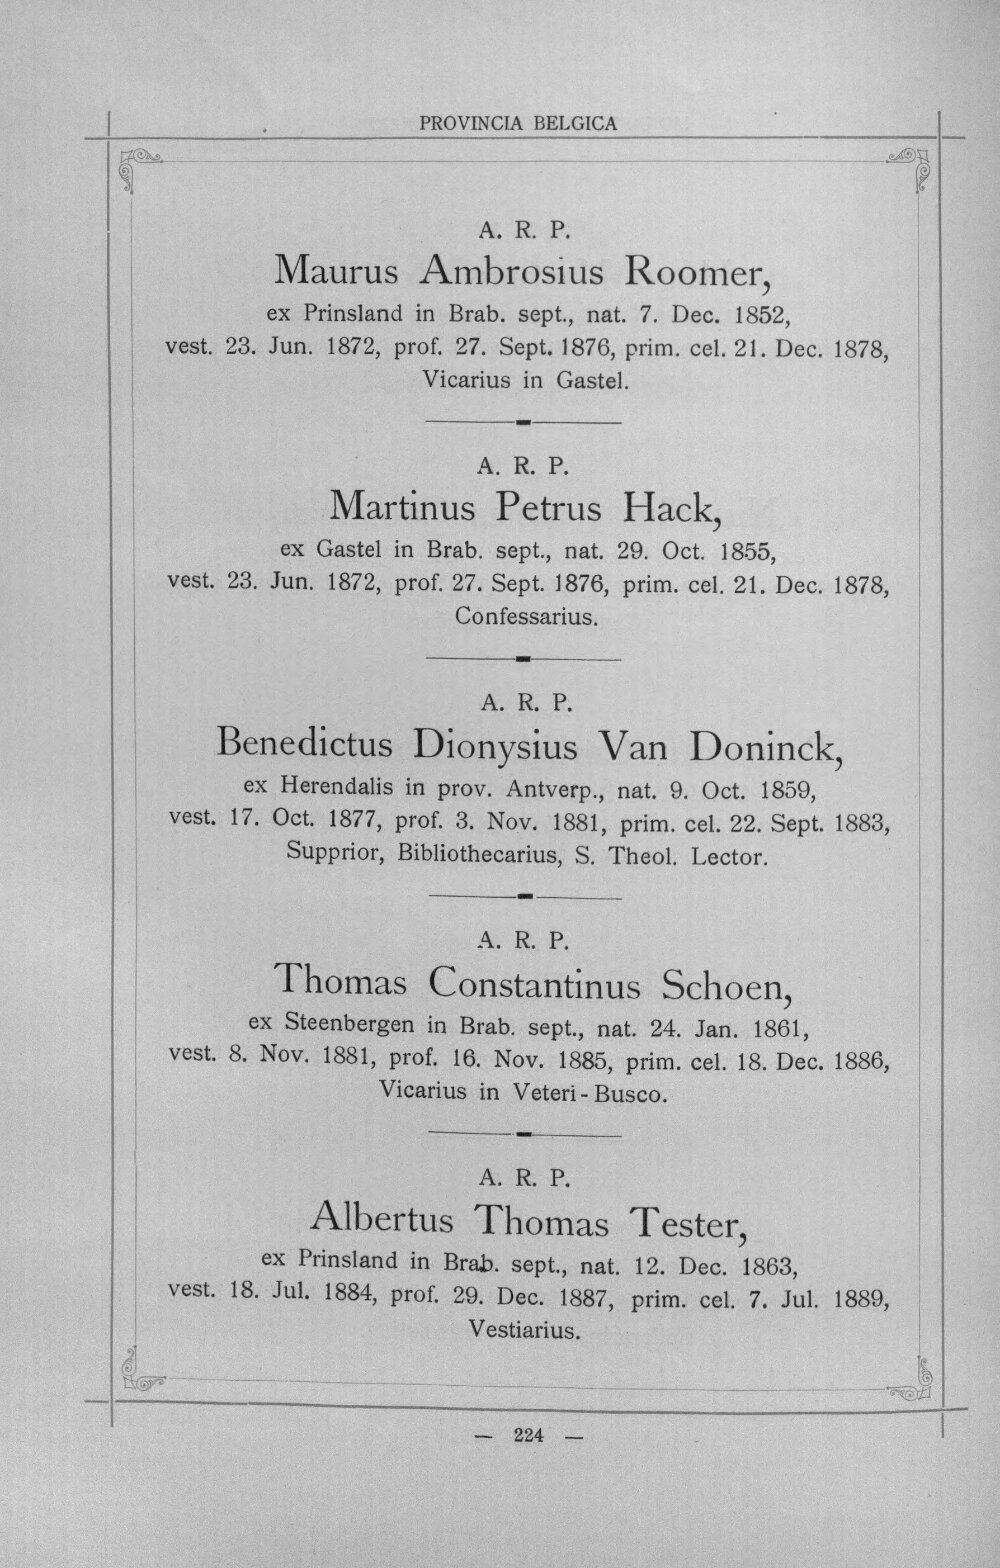 PROVINCIA BELGICA
A. R. P.
Maurus Ambrosius Roomer,
ex Prinsland in Brab. sept., nat. 7. Dec. 1852,
vest. 23. Jun. 1872, prof. 27. Sept. 1876, prim. cel. 21. Dec. 1878,
Vicarius in Gastel.
A. R. P.
Martinus Petrus Hack,
ex Gastel in Brab. sept., nat. 29. Oct. 1855,
vest. 23. Jun. 1872, prof. 27. Sept. 1876, prim. cel. 21. Dec. 1878,
Confessarius.
A. R. P.
Benedictus Dionysius Van Doninck,
ex Herendalis in prov. Antverp., nat. 9. Oct. 1859,
vest. 17. Oct. 1877, prof. 3. Nov. 1881, prim. cel. 22. Sept. 1883,
Supprior, Bibliothecarius, S. Theol. Lector.
A. R. P.
Thomas Constantinus Schoen,
ex Steenbergen in Brab. sept., nat. 24. Jan. 1861,
vest. 8. Nov. 1881, prof. 16. Nov. 1885, prim. cel. 18. Dec. 1886,
Vicarius in Veteri-Busco.
A. R. P.
Albertus Thomas Tester,
ex Prinsland in Brab. sept., nat. 12. Dec. 1863,
vest. 18. Jul. 1884, prof. 29. Dec. 1887, prim. cel. 7. Jul. 1889,
Vestiarius.
— 224 —